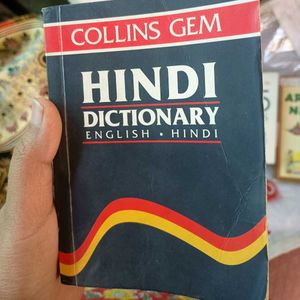 COLLINS GEM
HINDI
DICTIONARY
ENGLISH • HINDI